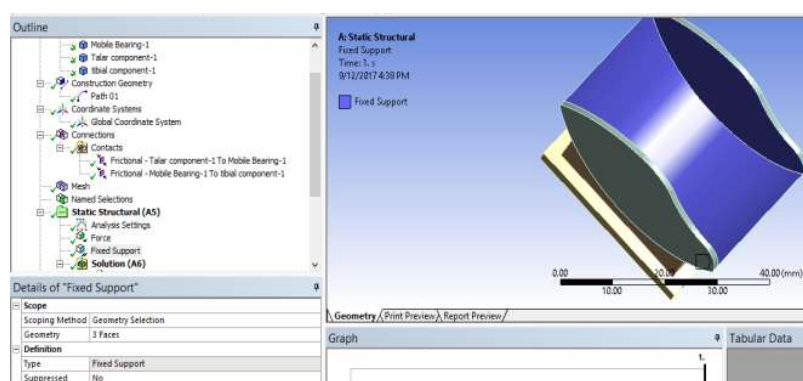 Outline
Mobile Bearing-1
Talar component-1
tibial component-1
Construction Geometry
Path 01
Coordinate Systems
Global Coordinate System
Connections
Contacts
Frictional - Talar component-1 To Mobile Bearing-1
Frictional - Mobile Bearing-1 To tibial component-1
Mesh
Named Selections
Static Structural (A5)
Analysis Settings
Force
Fixed Support
Solution (A6)
Details of "Fixed Support"
Scope
Scoping Method Geometry Selection
Geometry 3 Faces
Definition
Type Fixed Support
Suppressed No
A: Static Structural
Fixed Support
Time: 1. s
9/12/2017 4:38 PM
Fixed Support
0.00 20.00 40.00 (mm)
10.00 30.00
Geometry Print Preview Report Preview
Graph
1.
Tabular Data